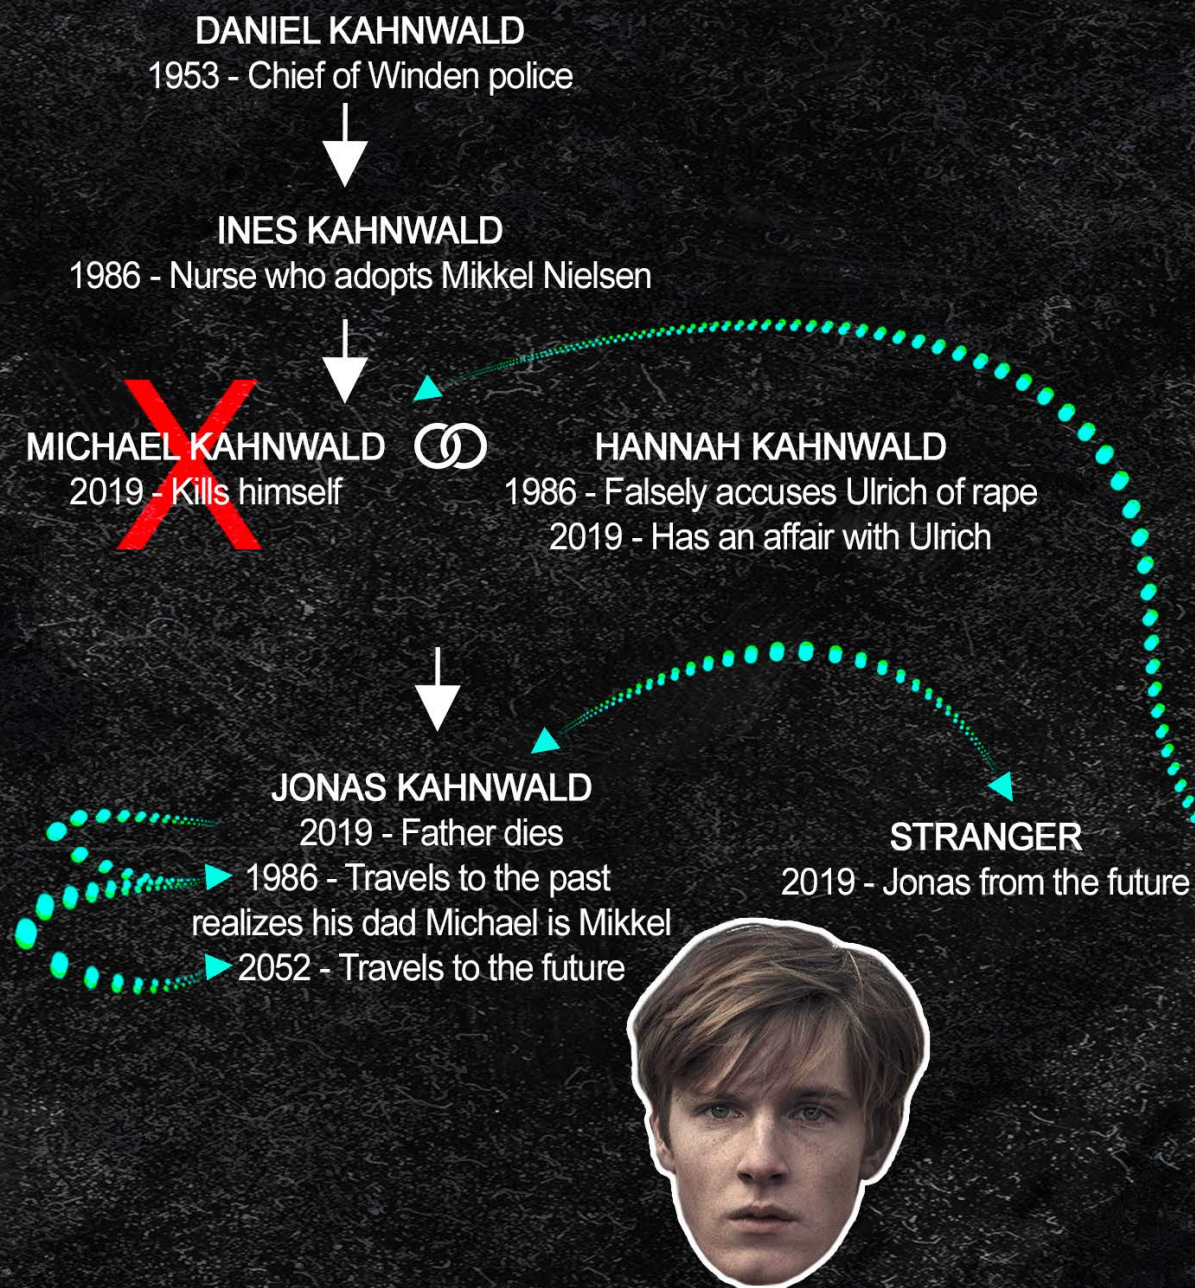 DANIEL KAHNWALD
1953 - Chief of Winden police
INES KAHNWALD
1986 - Nurse who adopts Mikkel Nielsen
MICHAEL KAHNWALD
2019 - Kills himself
HANNAH KAHNWALD
1986 - Falsely accuses Ulrich of rape
2019 - Has an affair with Ulrich
JONAS KAHNWALD
2019 - Father dies
1986 - Travels to the past
realizes his dad Michael is Mikkel
2052 - Travels to the future
STRANGER
2019 - Jonas from the future